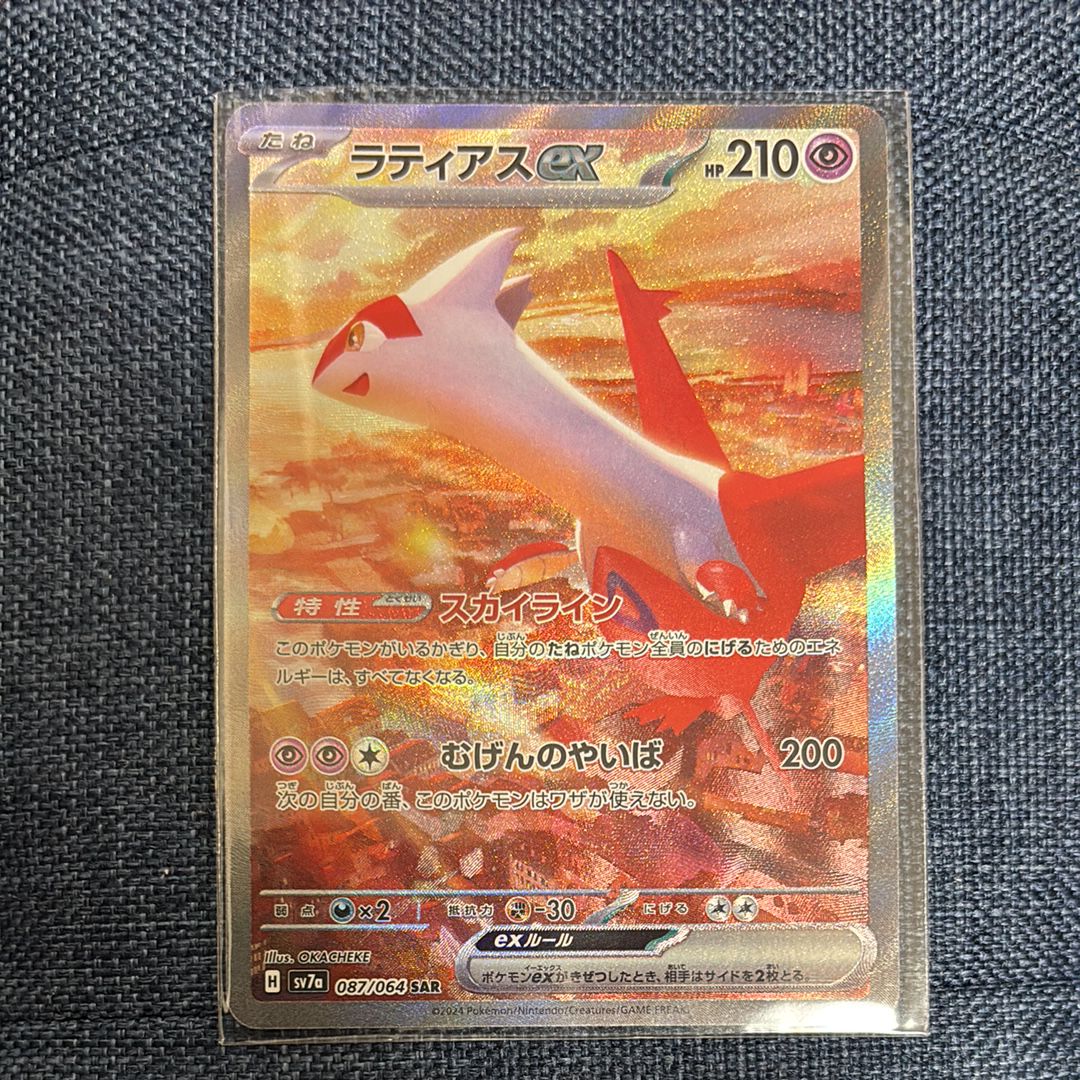 たね
ラティアスex HP210
特性 とくせい スカイライン
このポケモンがいるかぎり、自分のたねポケモン全員のにげるためのエネ
ルギーは、すべてなくなる。
むげんのやいば 200
次の自分の番、このポケモンはワザが使えない。
弱点 ×2 抵抗力 -30 にげる
exルール
ポケモンexがきぜつしたとき、相手はサイドを2枚とる。
Illus. OKACHEKE
H sv7a 087/064 SAR
©2024 Pokémon/Nintendo/Creatures/GAME FREAK